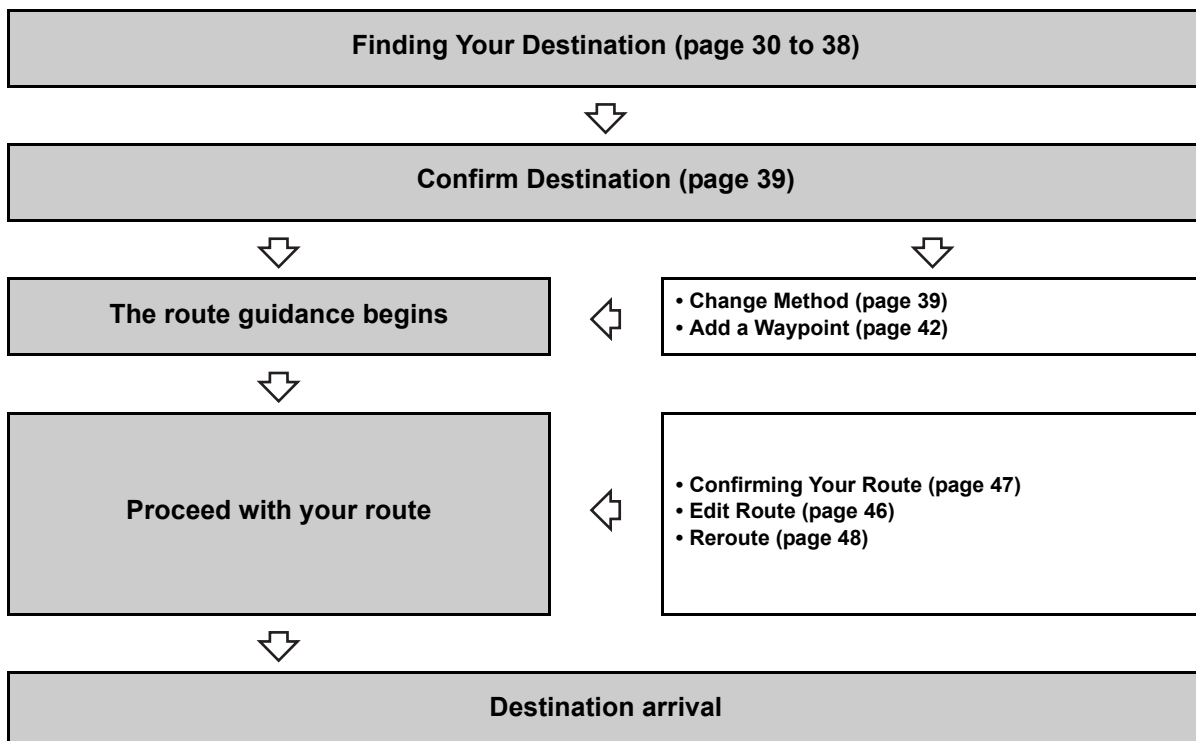 Finding Your Destination (page 30 to 38)
Confirm Destination (page 39)
The route guidance begins
• Change Method (page 39)
• Add a Waypoint (page 42)
Proceed with your route
• Confirming Your Route (page 47)
• Edit Route (page 46)
• Reroute (page 48)
Destination arrival